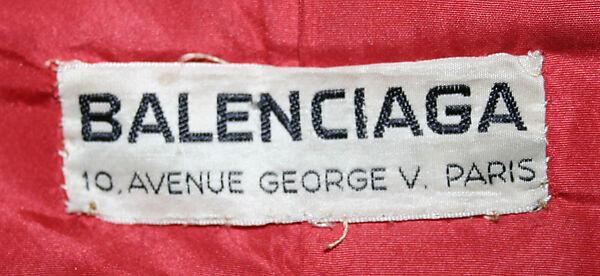 BALENCIAGA
10, AVENUE GEORGE V. PARIS